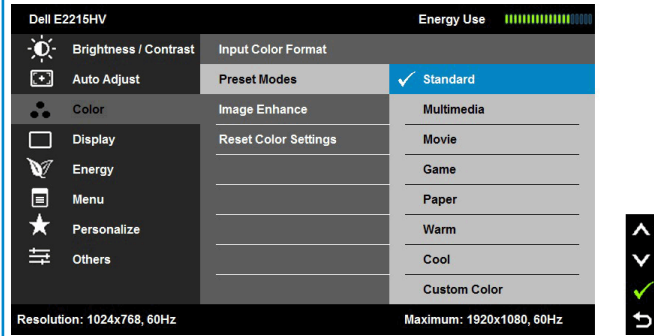 Dell E2215HV Energy Use
Brightness / Contrast Input Color Format
Auto Adjust Preset Modes Standard
Color Image Enhance Multimedia
Display Reset Color Settings Movie
Energy Game
Menu Paper
Personalize Warm
Others Cool
Custom Color
Resolution: 1024x768, 60Hz Maximum: 1920x1080, 60Hz